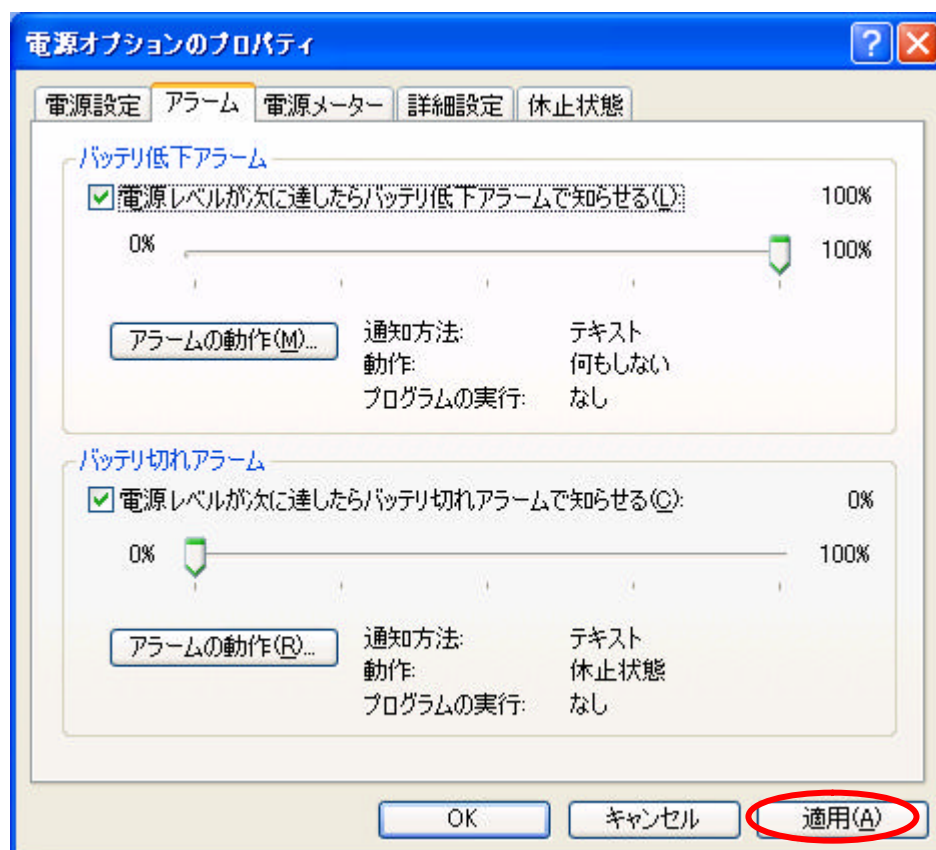 電源オプションのプロパティ
電源設定 アラーム 電源メーター 詳細設定 休止状態
バッテリ低下アラーム
電源レベルが次に達したらバッテリ低下アラームで知らせる(L): 100%
0% 100%
アラームの動作(M)... 通知方法: テキスト
動作: 何もしない
プログラムの実行: なし
バッテリ切れアラーム
電源レベルが次に達したらバッテリ切れアラームで知らせる(C): 0%
0% 100%
アラームの動作(R)... 通知方法: テキスト
動作: 休止状態
プログラムの実行: なし
OK キャンセル 適用(A)